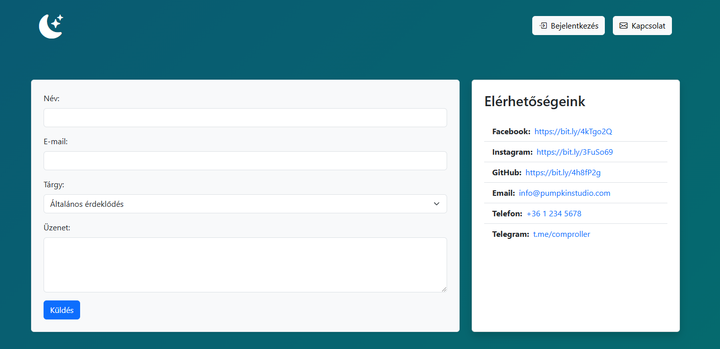 Bejelentkezés
Kapcsolat
Név:
E-mail:
Tárgy:
Általános érdeklődés
Üzenet:
Küldés
Elérhetőségeink
Facebook: https://bit.ly/4kTgo2Q
Instagram: https://bit.ly/3FuSo69
GitHub: https://bit.ly/4h8fP2g
Email: info@pumpkinstudio.com
Telefon: +36 1 234 5678
Telegram: t.me/comproller